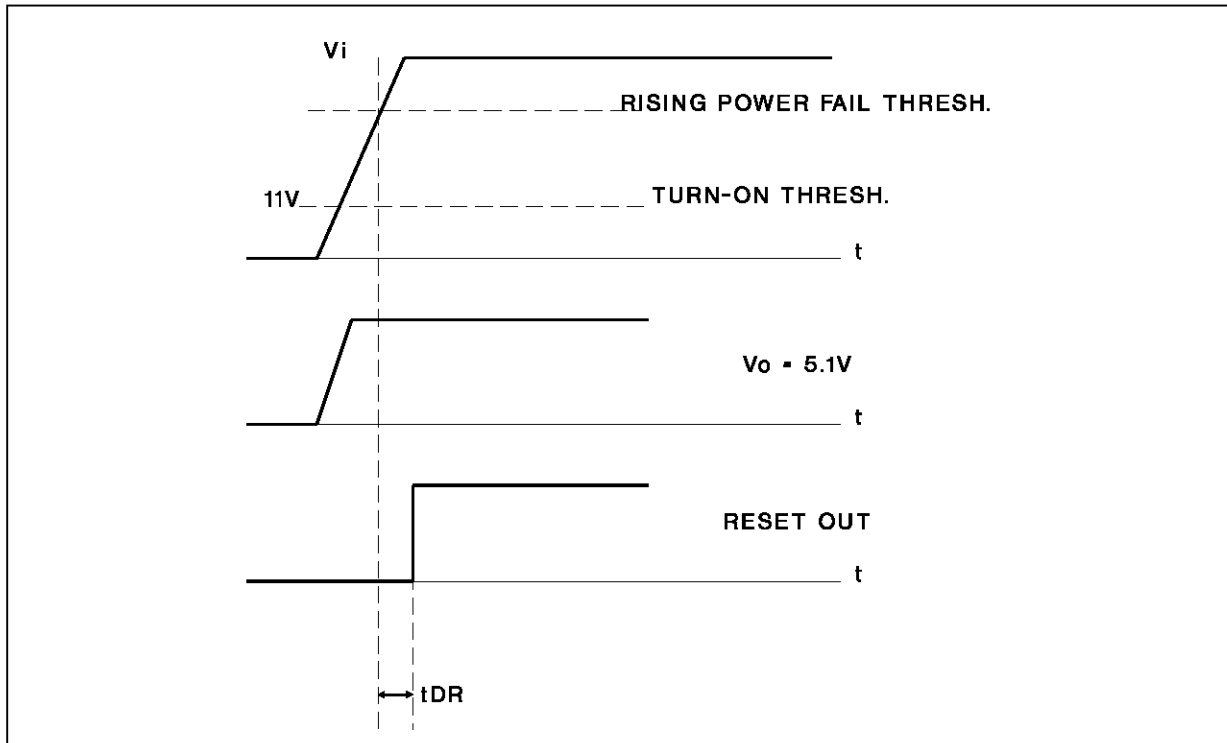 Vi
RISING POWER FAIL THRESH.
11V
TURN-ON THRESH.
t
Vo = 5.1V
t
RESET OUT
t
tDR